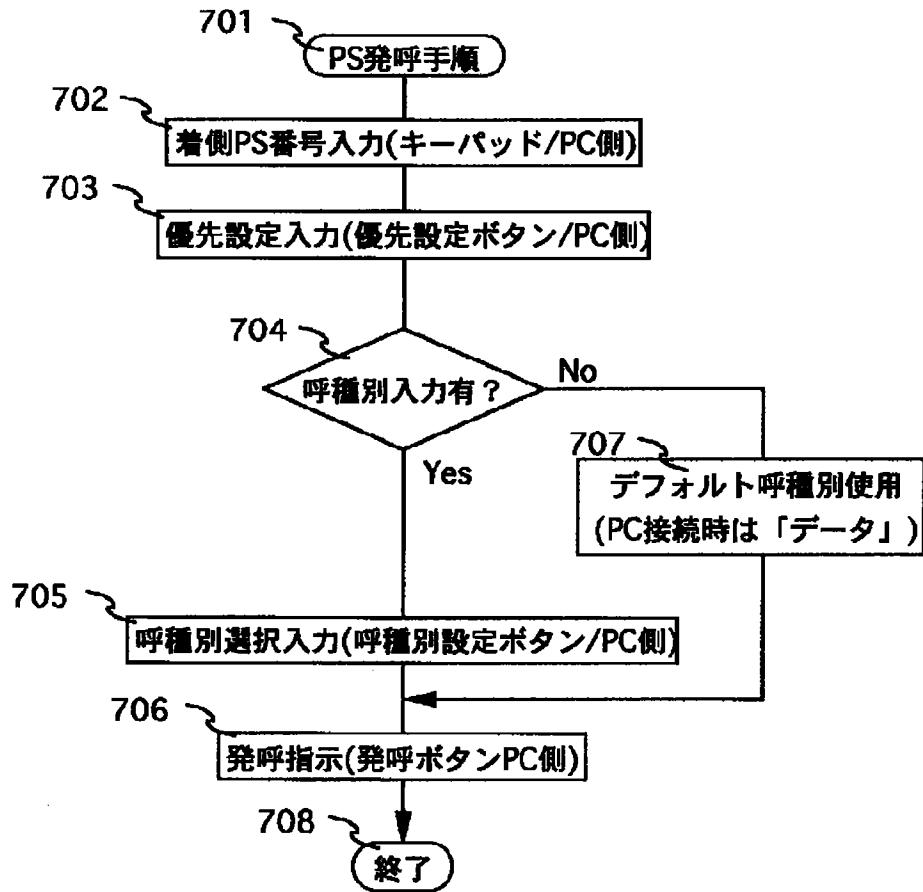 701
PS発呼手順
702
着側PS番号入力(キーパッド/PC側)
703
優先設定入力(優先設定ボタン/PC側)
704
呼種別入力有?
No
Yes
707
デフォルト呼種別使用
(PC接続時は「データ」)
705
呼種別選択入力(呼種別設定ボタン/PC側)
706
発呼指示(発呼ボタンPC側)
708
終了